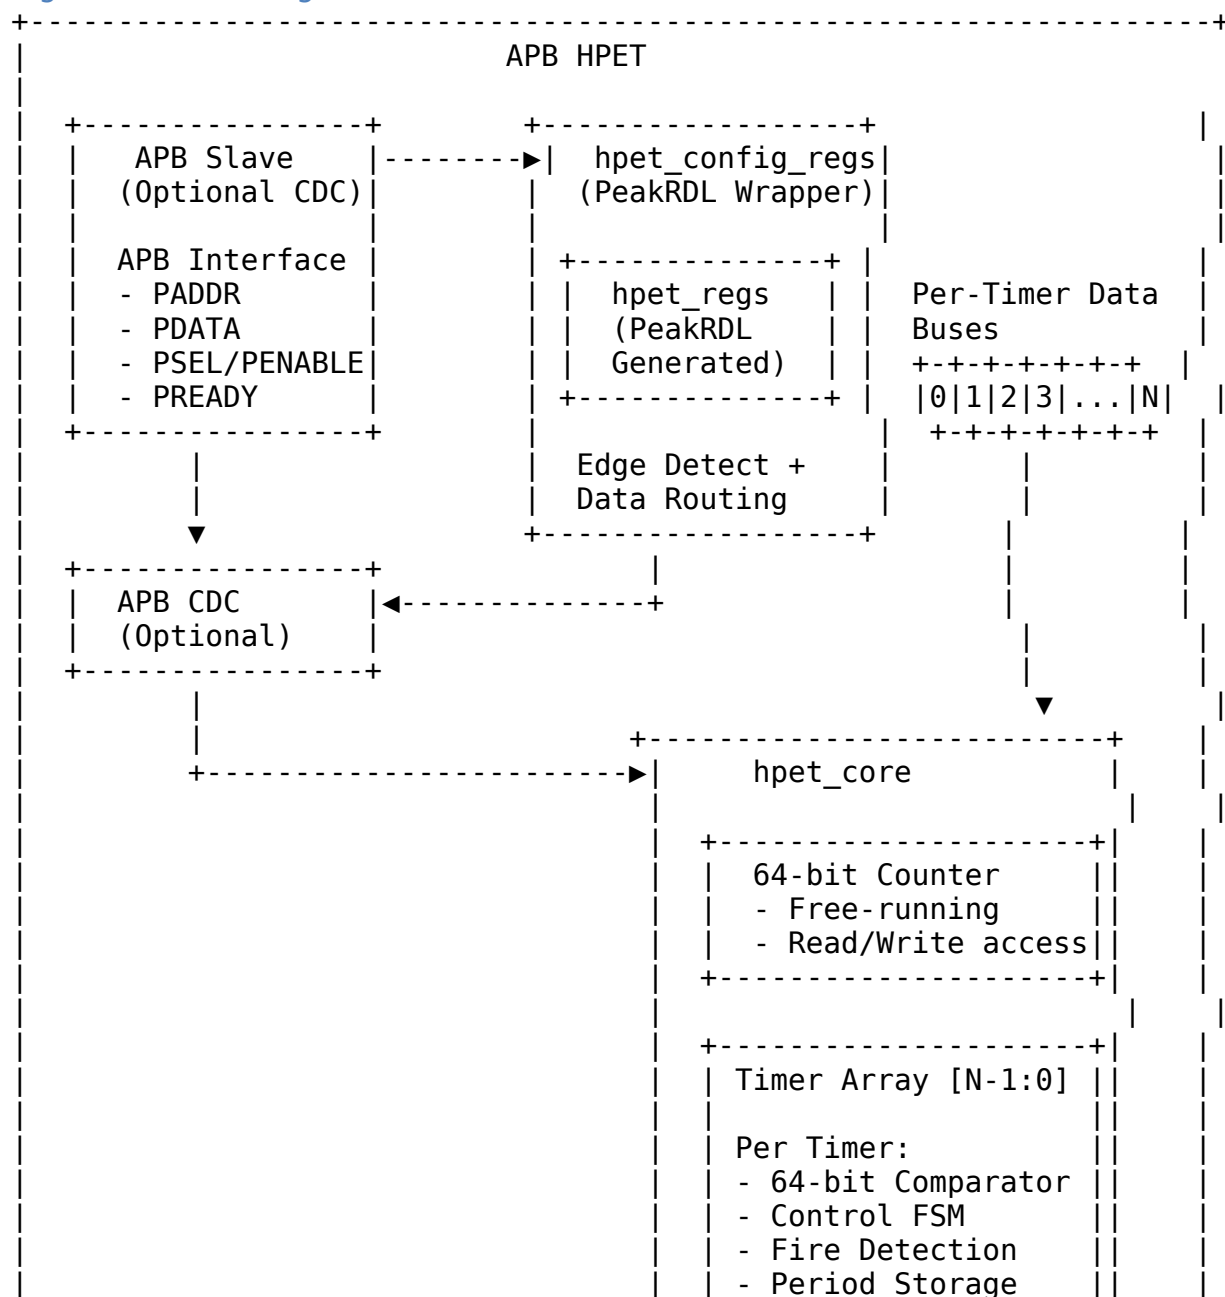 APB HPET
APB Slave hpet_config_regs
(Optional CDC) (PeakRDL Wrapper)
APB Interface
- PADDR hpet_regs Per-Timer Data
- PDATA (PeakRDL Buses
- PSEL/PENABLE Generated)
- PREADY |0|1|2|3|...|N|
Edge Detect +
Data Routing
APB CDC
(Optional)
hpet_core
64-bit Counter
- Free-running
- Read/Write access
Timer Array [N-1:0]
Per Timer:
- 64-bit Comparator
- Control FSM
- Fire Detection
- Period Storage